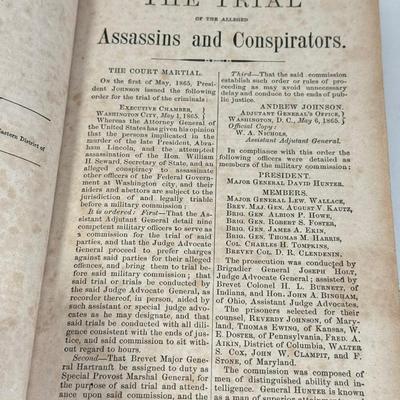 THE TRIAL
OF THE ALLEGED
Assassins and Conspirators.
Eastern District of
THE COURT MARTIAL.
On the first of May, 1865, President
Johnson issued the following
order for the trial of the criminals:
EXECUTIVE CHAMBER,
WASHINGTON CITY, May 1, 1865.
Whereas the Attorney General of
the United States has given his opinion
that the persons implicated in the
murder of the late President, Abraham
Lincoln, and the attempted
assassination of the Hon. William
H. Seward, Secretary of State, and an
alleged conspiracy to assassinate
other officers of the Federal Government
at Washington city, and their
aiders and abettors are subject to the
jurisdiction of and legally triable
before a military commission;
It is ordered: First—That the Assistant
Adjutant General detail nine
competent military officers to serve as
a commission for the trial of said
parties, and that the Judge Advocate
General proceed to prefer charges
against said parties for their alleged
offences, and bring them to trial before
said military commission; that
said trial or trials be conducted by
the said Judge Advocate General, as
recorder thereof, in person, aided by
such assistant or special judge advocate
as he may designate, and that
said trials be conducted with all diligence
consistent with the ends of justice,
and said commission to sit without
regard to hours.
Second—That Brevet Major General
Hartranft be assigned to duty as
Special Provost Marshal General, for
the purpose of said trial and attendance
upon said commission, and the
Third—That the said commission
establish such order or rules of proceeding
as may avoid unnecessary
delay and conduce to the ends of public
justice.
ANDREW JOHNSON.
ADJUTANT GENERAL'S OFFICE,
WASHINGTON, D. C., May 6, 1865.
Official Copy:
W. A. NICHOLS,
Assistant Adjutant General.
In compliance with this order the
following officers were detailed as
members of the military commission:
PRESIDENT.
MAJOR GENERAL DAVID HUNTER.
MEMBERS.
MAJOR GENERAL LEW. WALLACE,
BREV. MAJ. GEN. AUGUST V. KAUTZ,
BRIG. GEN. ALBION P. HOWE,
BRIG. GEN. ROBERT S. FOSTER,
BRIG. GEN. JAMES A. EKIN,
BRIG. GEN. THOMAS M. HARRIS,
COL. CHARLES H. TOMPKINS,
BREVET COL. D. R. CLENDENIN.
The prosecution was conducted by
Brigadier General JOSEPH HOLT,
Judge Advocate General; assisted by
Brevet Colonel H. L. BURNETT, of
Indiana, and Hon. JOHN A. BINGHAM,
of Ohio, Assistant Judge Advocates.
The prisoners selected for their
counsel, REVERDY JOHNSON, of Maryland,
THOMAS EWING, of Kansas, W.
E. DOSTER, of Pennsylvania, FRED. A.
AIKIN, District of Columbia, WALTER
S. COX, JOHN W. CLAMPIT, and F.
STONE, of Maryland.
The commission was composed of
men of distinguished ability and intelligence.
General HUNTER is known
as a man of superior attainments